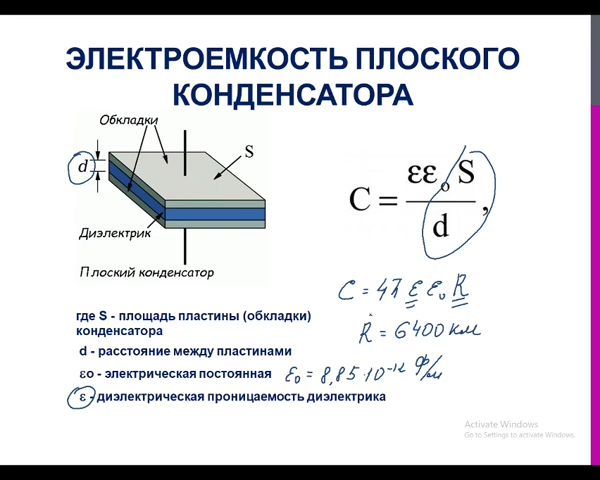 ЭЛЕКТРОЕМКОСТЬ ПЛОСКОГО
КОНДЕНСАТОРА
Обкладки
S
d
Диэлектрик
Плоский конденсатор
C = εε₀S / d,
C = 4π ε ε₀ R
R = 6400 км
где S - площадь пластины (обкладки)
конденсатора
d - расстояние между пластинами
εо - электрическая постоянная
ε₀ = 8,85·10⁻¹² Ф/м
ε - диэлектрическая проницаемость диэлектрика
Activate Windows
Go to Settings to activate Windows.